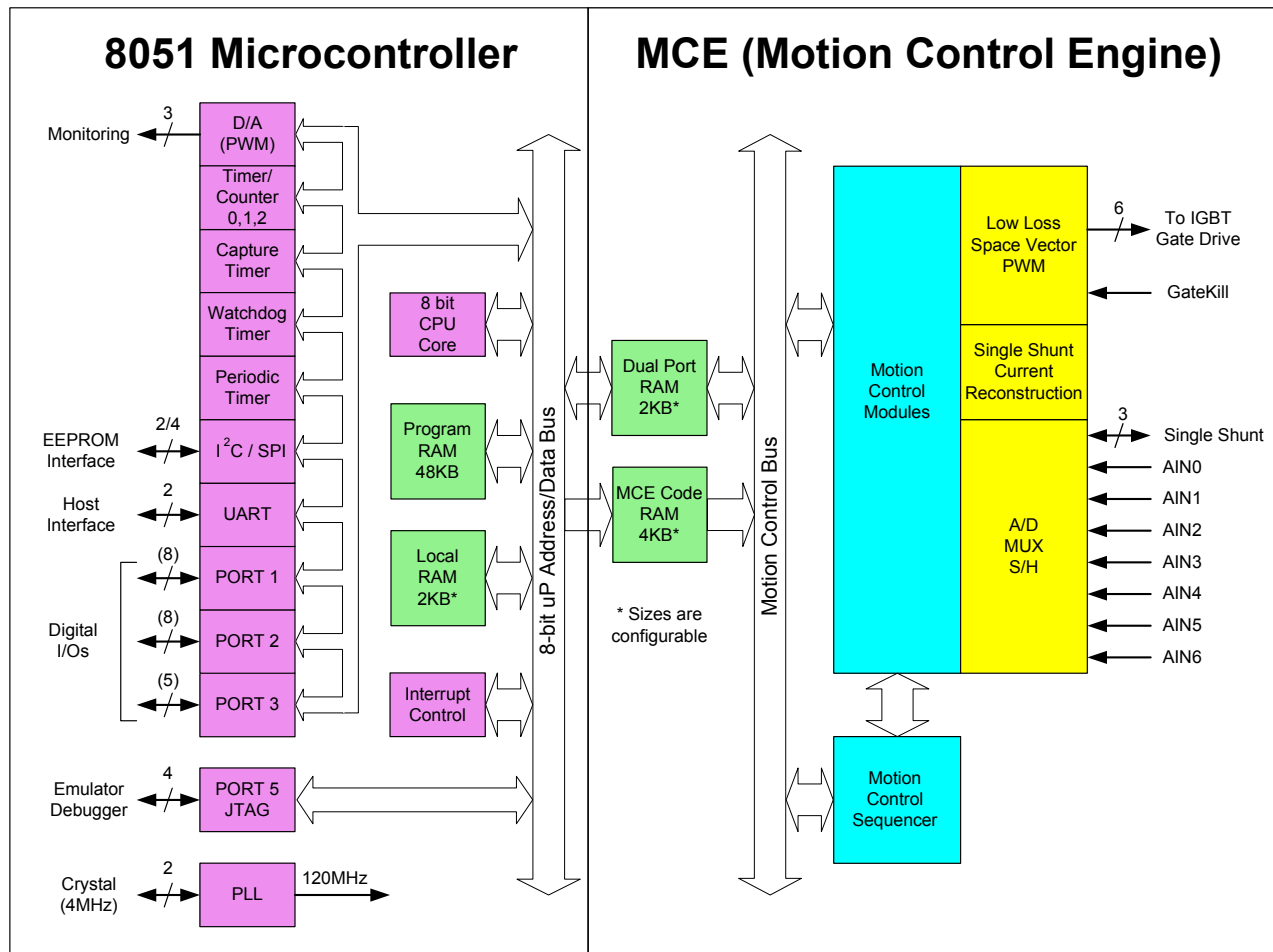 8051 Microcontroller
MCE (Motion Control Engine)
Monitoring
3
D/A
(PWM)
Timer/
Counter
0,1,2
Capture
Timer
Watchdog
Timer
Periodic
Timer
EEPROM
Interface
2/4
I²C / SPI
Host
Interface
2
UART
Digital
I/Os
(8)
PORT 1
(8)
PORT 2
(5)
PORT 3
Emulator
Debugger
4
PORT 5
JTAG
Crystal
(4MHz)
2
PLL
120MHz
8 bit
CPU
Core
Program
RAM
48KB
Local
RAM
2KB*
Interrupt
Control
8-bit uP Address/Data Bus
Dual Port
RAM
2KB*
MCE Code
RAM
4KB*
* Sizes are
configurable
Motion Control Bus
Motion
Control
Modules
Motion
Control
Sequencer
Low Loss
Space Vector
PWM
Single Shunt
Current
Reconstruction
A/D
MUX
S/H
6
To IGBT
Gate Drive
GateKill
3
Single Shunt
AIN0
AIN1
AIN2
AIN3
AIN4
AIN5
AIN6